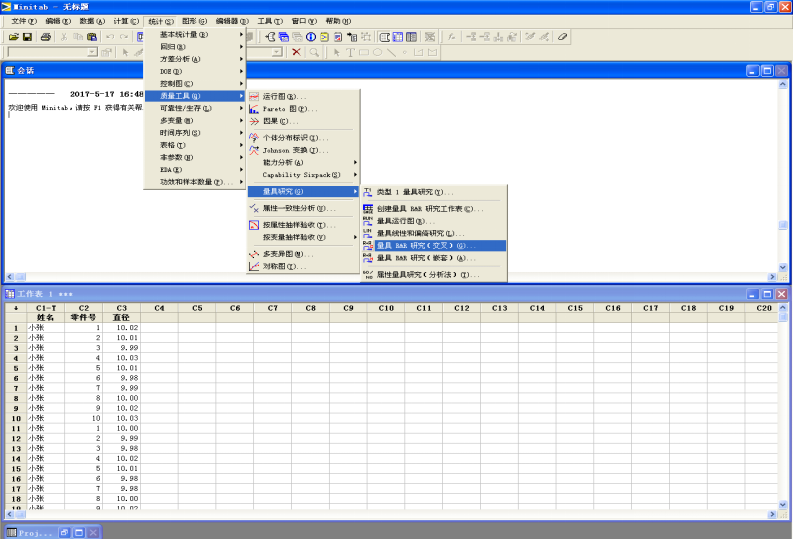 Minitab - 无标题
文件(F) 编辑(E) 数据(A) 计算(C) 统计(S) 图形(G) 编辑器(D) 工具(T) 窗口(W) 帮助(H)
基本统计量(B)
回归(R)
方差分析(A)
DOE(D)
控制图(C)
质量工具(Q)
可靠性/生存(L)
多变量(M)
时间序列(S)
表格(T)
非参数(N)
EDA(E)
功效和样本数量(P)...
运行图(R)...
Pareto 图(P)...
因果(C)...
个体分布标识(I)...
Johnson 变换(J)...
能力分析(A)
Capability Sixpack(S)
量具研究(G)
属性一致性分析(U)...
按属性抽样验收(T)...
按变量抽样验收(V)
多变异图(M)...
对称图(Y)...
类型 1 量具研究(T)...
创建量具 R&R 研究工作表(C)...
量具运行图(R)...
量具线性和偏倚研究(L)...
量具 R&R 研究(交叉)(G)...
量具 R&R 研究(嵌套)(A)...
属性量具研究(分析法)(I)...
会话
————— 2017-5-17 16:48
欢迎使用 Minitab,请按 F1 获得有关帮
工作表 1 ***
↓ C1-T C2 C3 C4 C5 C6 C7 C8 C9 C10 C11 C12 C13 C14 C15 C16 C17 C18 C19 C20
姓名 零件号 直径
1 小张 1 10.02
2 小张 2 10.01
3 小张 3 9.99
4 小张 4 10.03
5 小张 5 10.01
6 小张 6 9.98
7 小张 7 9.99
8 小张 8 10.00
9 小张 9 10.02
10 小张 10 10.03
11 小张 1 10.00
12 小张 2 9.99
13 小张 3 9.98
14 小张 4 10.02
15 小张 5 10.01
16 小张 6 9.98
17 小张 7 9.98
18 小张 8 10.00
19 小张 9 10.02
Proj...